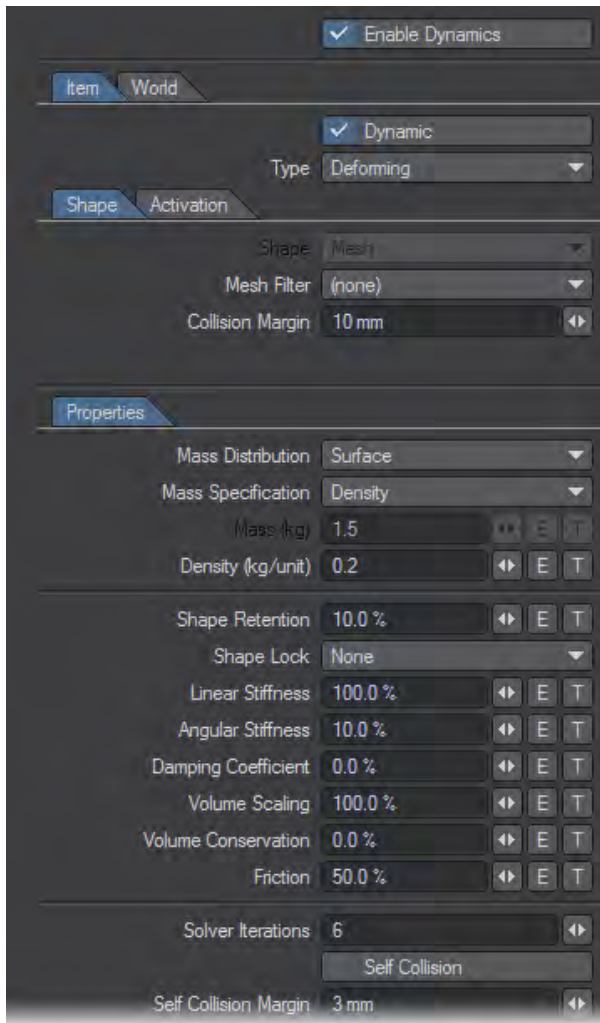 Enable Dynamics
Item World
Dynamic
Type Deforming
Shape Activation
Shape Mesh
Mesh Filter (none)
Collision Margin 10 mm
Properties
Mass Distribution Surface
Mass Specification Density
Mass (kg) 1.5 E T
Density (kg/unit) 0.2 E T
Shape Retention 10.0 % E T
Shape Lock None
Linear Stiffness 100.0 % E T
Angular Stiffness 10.0 % E T
Damping Coefficient 0.0 % E T
Volume Scaling 100.0 % E T
Volume Conservation 0.0 % E T
Friction 50.0 % E T
Solver Iterations 6
Self Collision
Self Collision Margin 3 mm